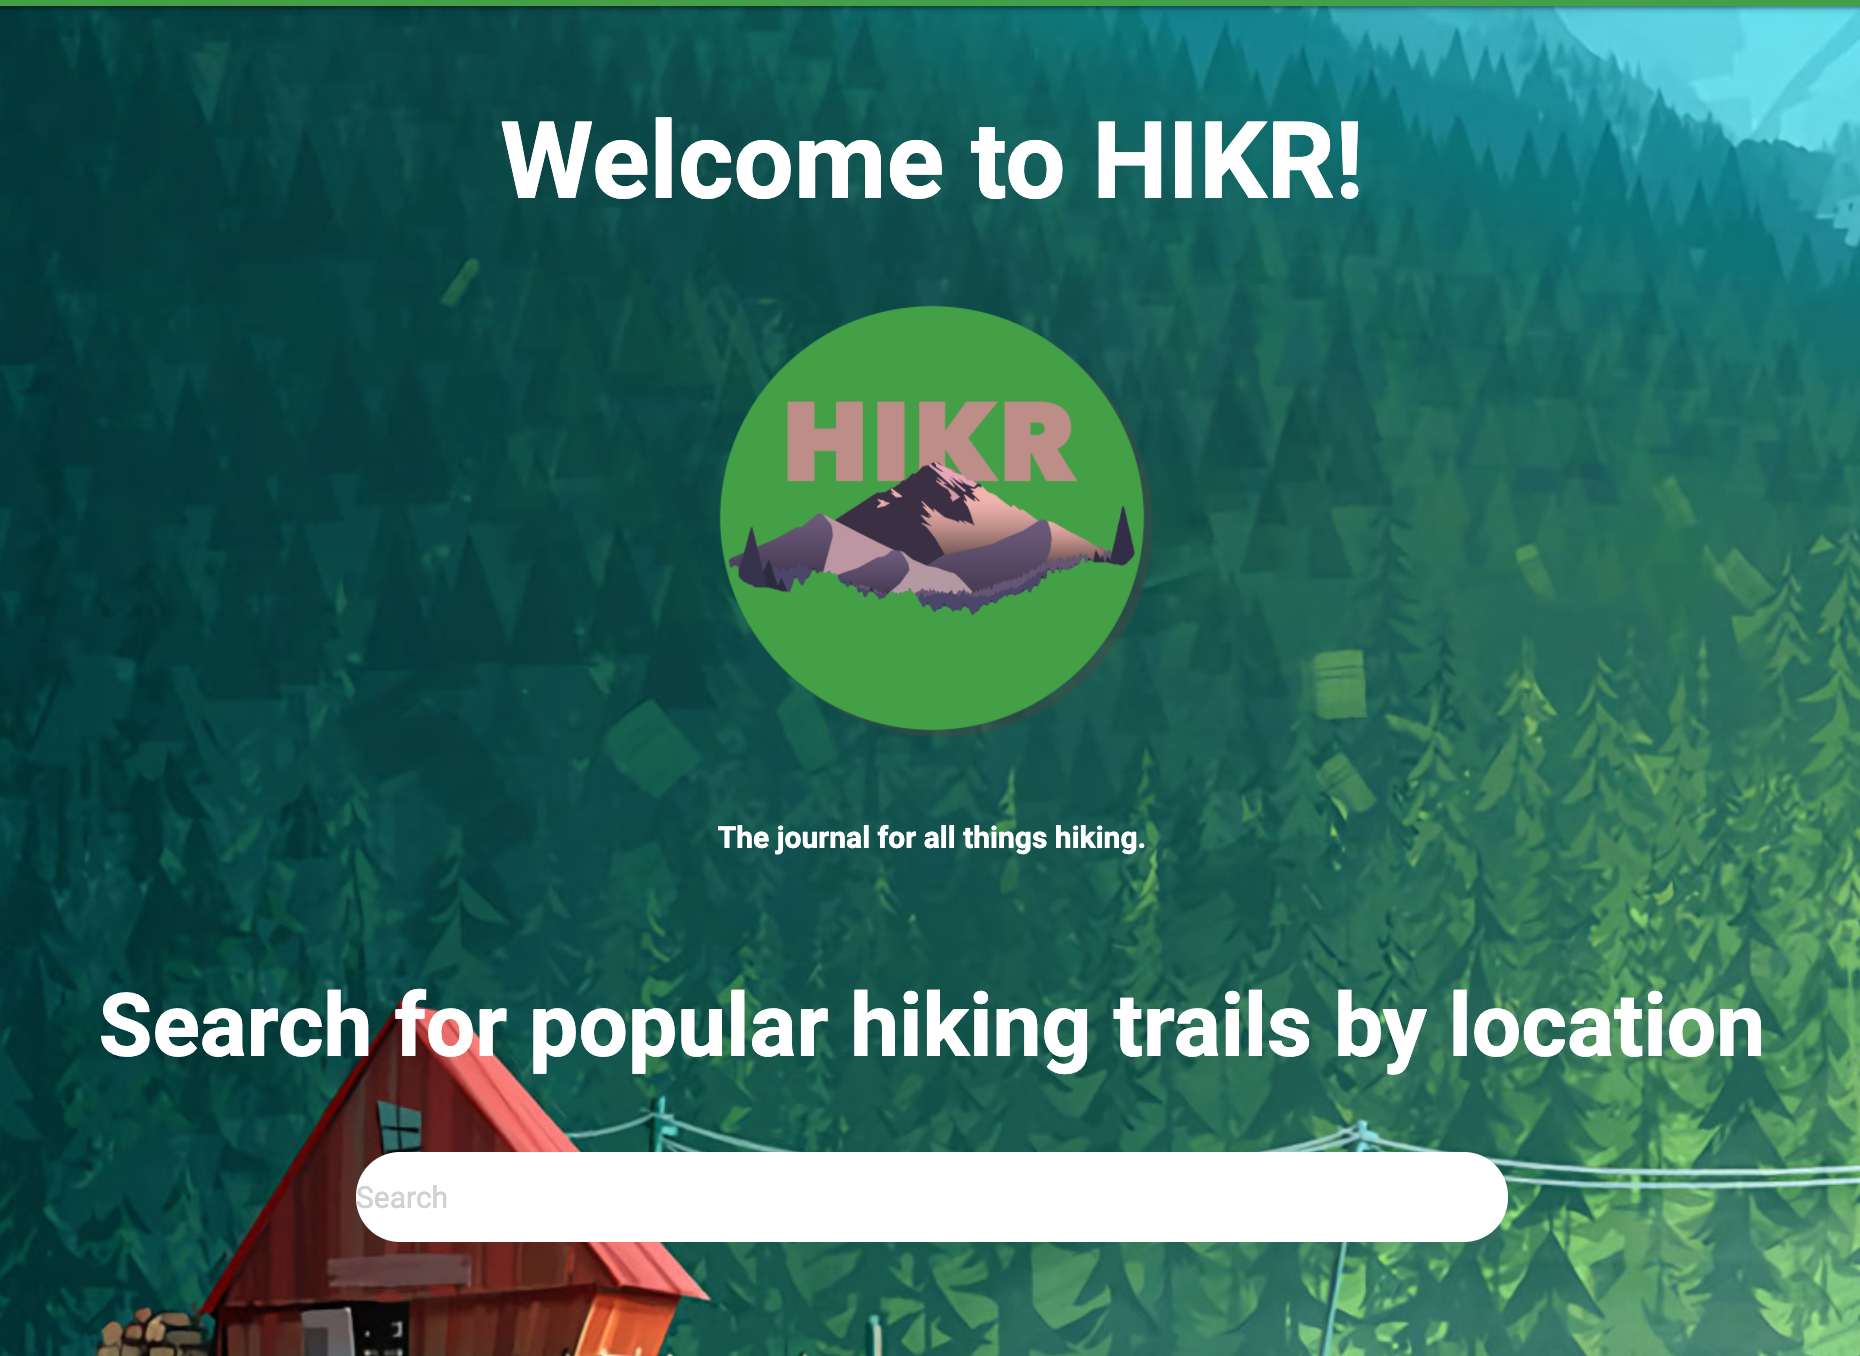 Welcome to HIKR!
HIKR
The journal for all things hiking.
Search for popular hiking trails by location
Search